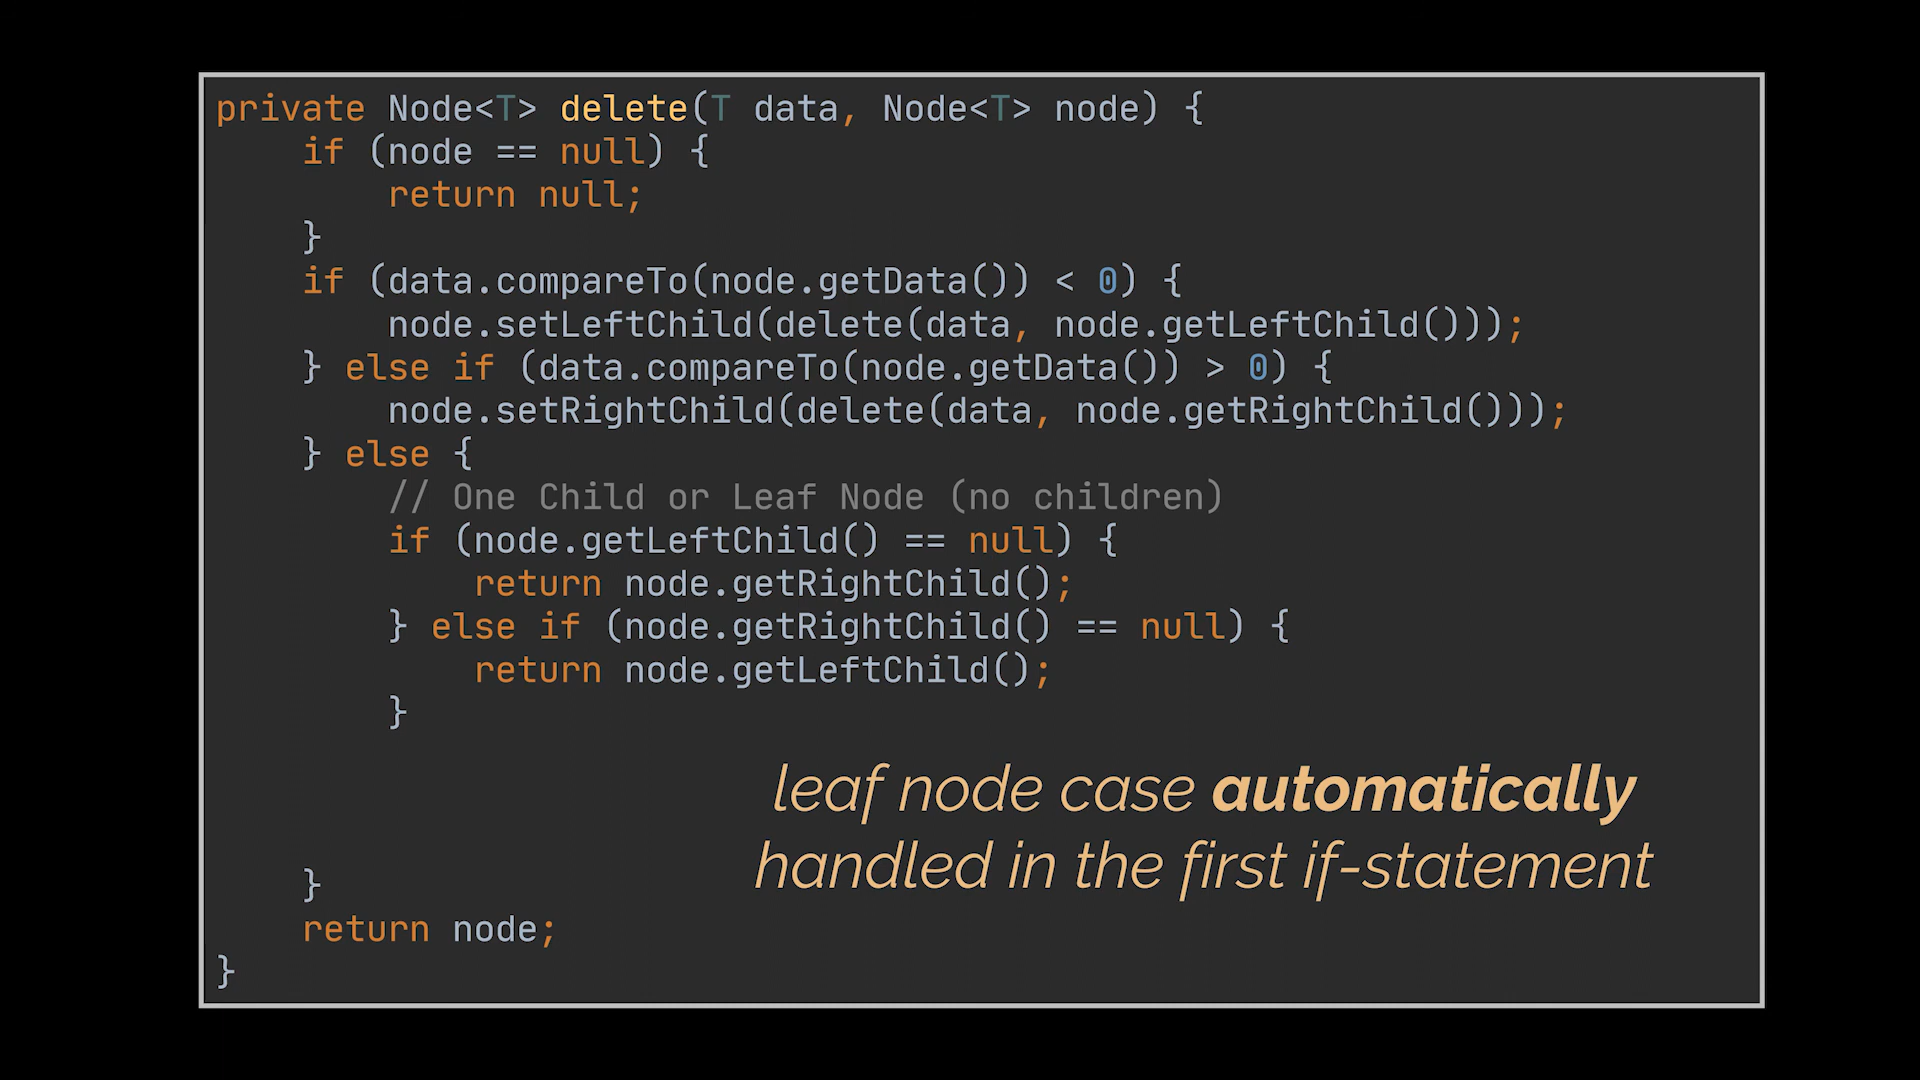 private Node<T> delete(T data, Node<T> node) {
    if (node == null) {
        return null;
    }
    if (data.compareTo(node.getData()) < 0) {
        node.setLeftChild(delete(data, node.getLeftChild()));
    } else if (data.compareTo(node.getData()) > 0) {
        node.setRightChild(delete(data, node.getRightChild()));
    } else {
        // One Child or Leaf Node (no children)
        if (node.getLeftChild() == null) {
            return node.getRightChild();
        } else if (node.getRightChild() == null) {
            return node.getLeftChild();
        }
leaf node case automatically
handled in the first if-statement
    }
    return node;
}